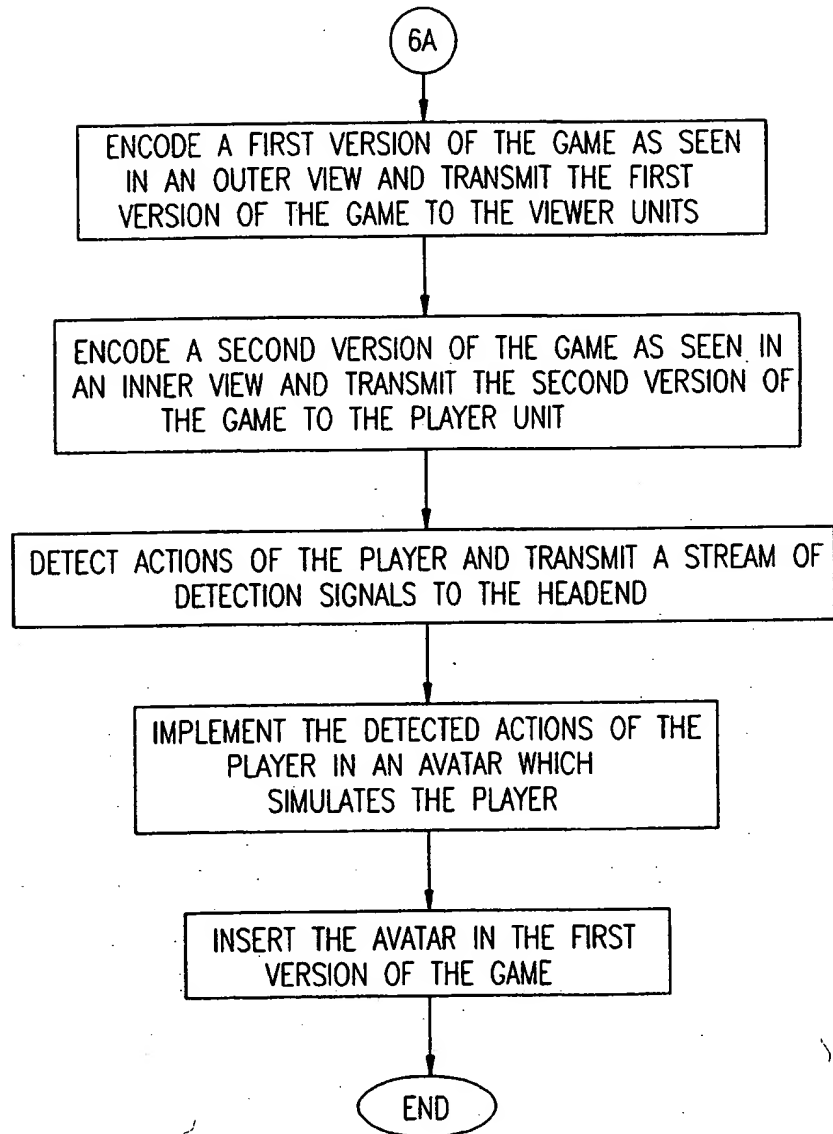 6A
ENCODE A FIRST VERSION OF THE GAME AS SEEN
IN AN OUTER VIEW AND TRANSMIT THE FIRST
VERSION OF THE GAME TO THE VIEWER UNITS
ENCODE A SECOND VERSION OF THE GAME AS SEEN IN
AN INNER VIEW AND TRANSMIT THE SECOND VERSION OF
THE GAME TO THE PLAYER UNIT
DETECT ACTIONS OF THE PLAYER AND TRANSMIT A STREAM OF
DETECTION SIGNALS TO THE HEADEND
IMPLEMENT THE DETECTED ACTIONS OF THE
PLAYER IN AN AVATAR WHICH
SIMULATES THE PLAYER
INSERT THE AVATAR IN THE FIRST
VERSION OF THE GAME
END